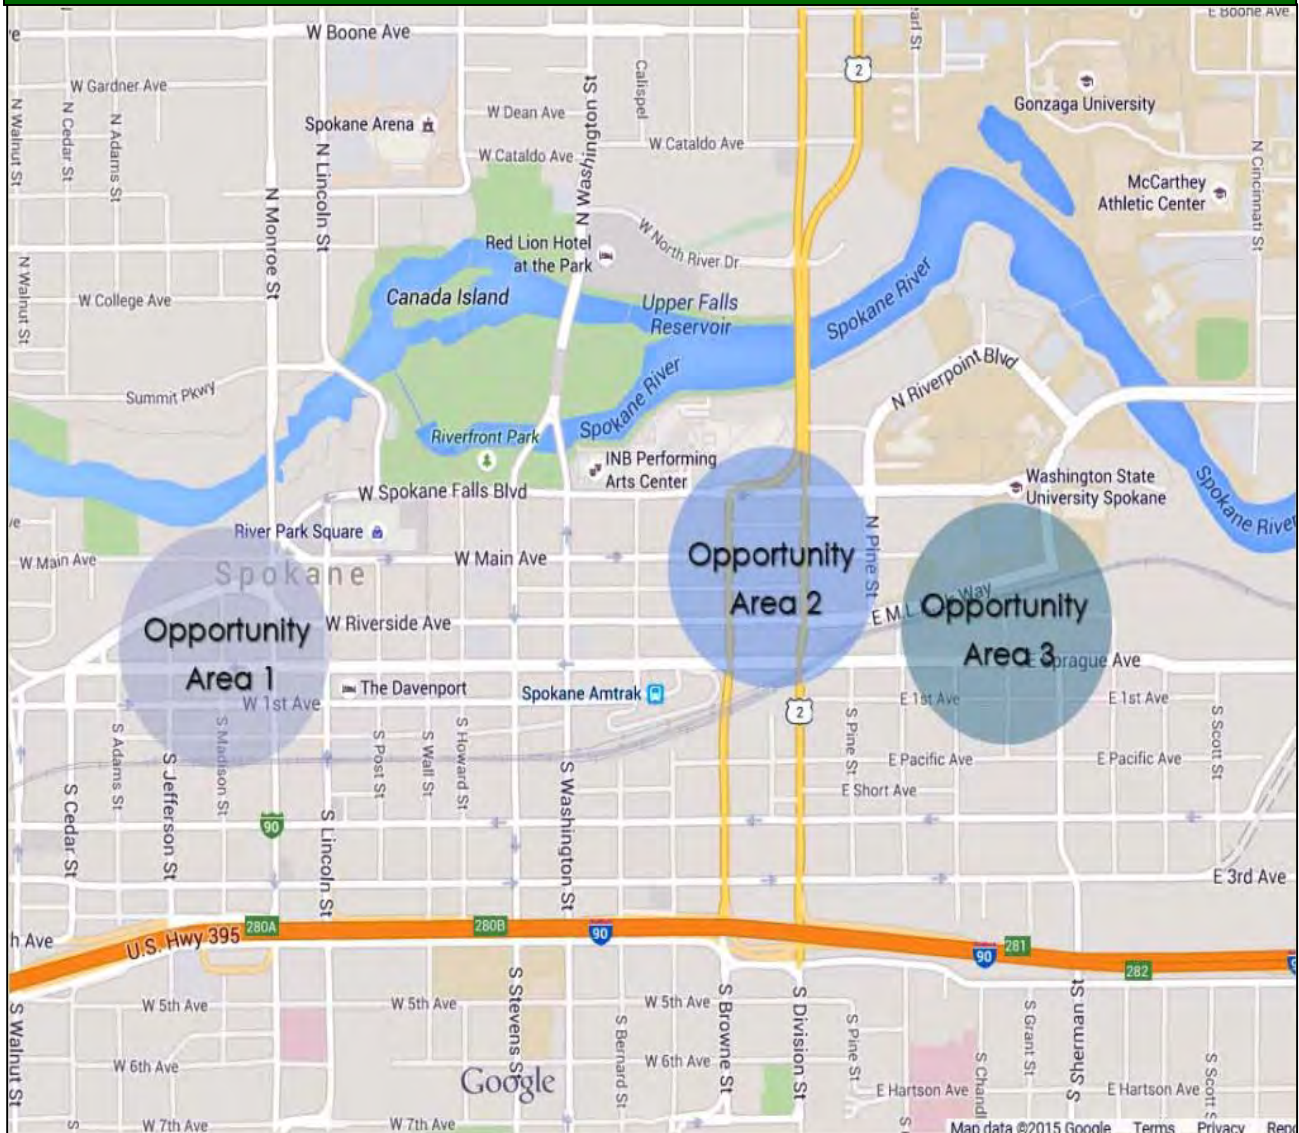 W Boone Ave
E Boone Ave
2
W Gardner Ave
Calispel
Gonzaga University
N Walnut St
N Cedar St
N Adams St
Spokane Arena
W Dean Ave
N Washington St
W Cataldo Ave
W Cataldo Ave
N Lincoln St
N Cincinnati St
McCarthey
Athletic Center
N Monroe St
Red Lion Hotel
at the Park
W North River Dr
N Walnut St
W College Ave
Canada Island
Upper Falls
Reservoir
Spokane River
Summit Pkwy
Spokane River
N Riverpoint Blvd
Riverfront Park
INB Performing
Arts Center
Washington State
University Spokane
W Spokane Falls Blvd
Spokane River
River Park Square
N Pine St
W Main Ave
W Main Ave
Spokane
Opportunity
Area 2
Opportunity
Area 1
W Riverside Ave
Opportunity
Area 3
W 1st Ave
The Davenport
Spokane Amtrak
2
E 1st Ave
E 1st Ave
S Adams St
S Jefferson St
S Madison St
S Post St
S Wall St
S Howard St
S Pine St
S Scott St
E Pacific Ave
E Pacific Ave
E Short Ave
S Cedar St
90
S Lincoln St
S Washington St
E 3rd Ave
280A
280B
90
U.S. Hwy 395
281
90
282
h Ave
W 5th Ave
W 5th Ave
W 5th Ave
S Walnut St
S Stevens St
S Bernard St
S Browne St
S Division St
S Pine St
S Grant St
S Sherman St
W 6th Ave
W 6th Ave
Google
E Hartson Ave
E Hartson Ave
W 7th Ave
W 7th Ave
Map data ©2015 Google Terms Privacy